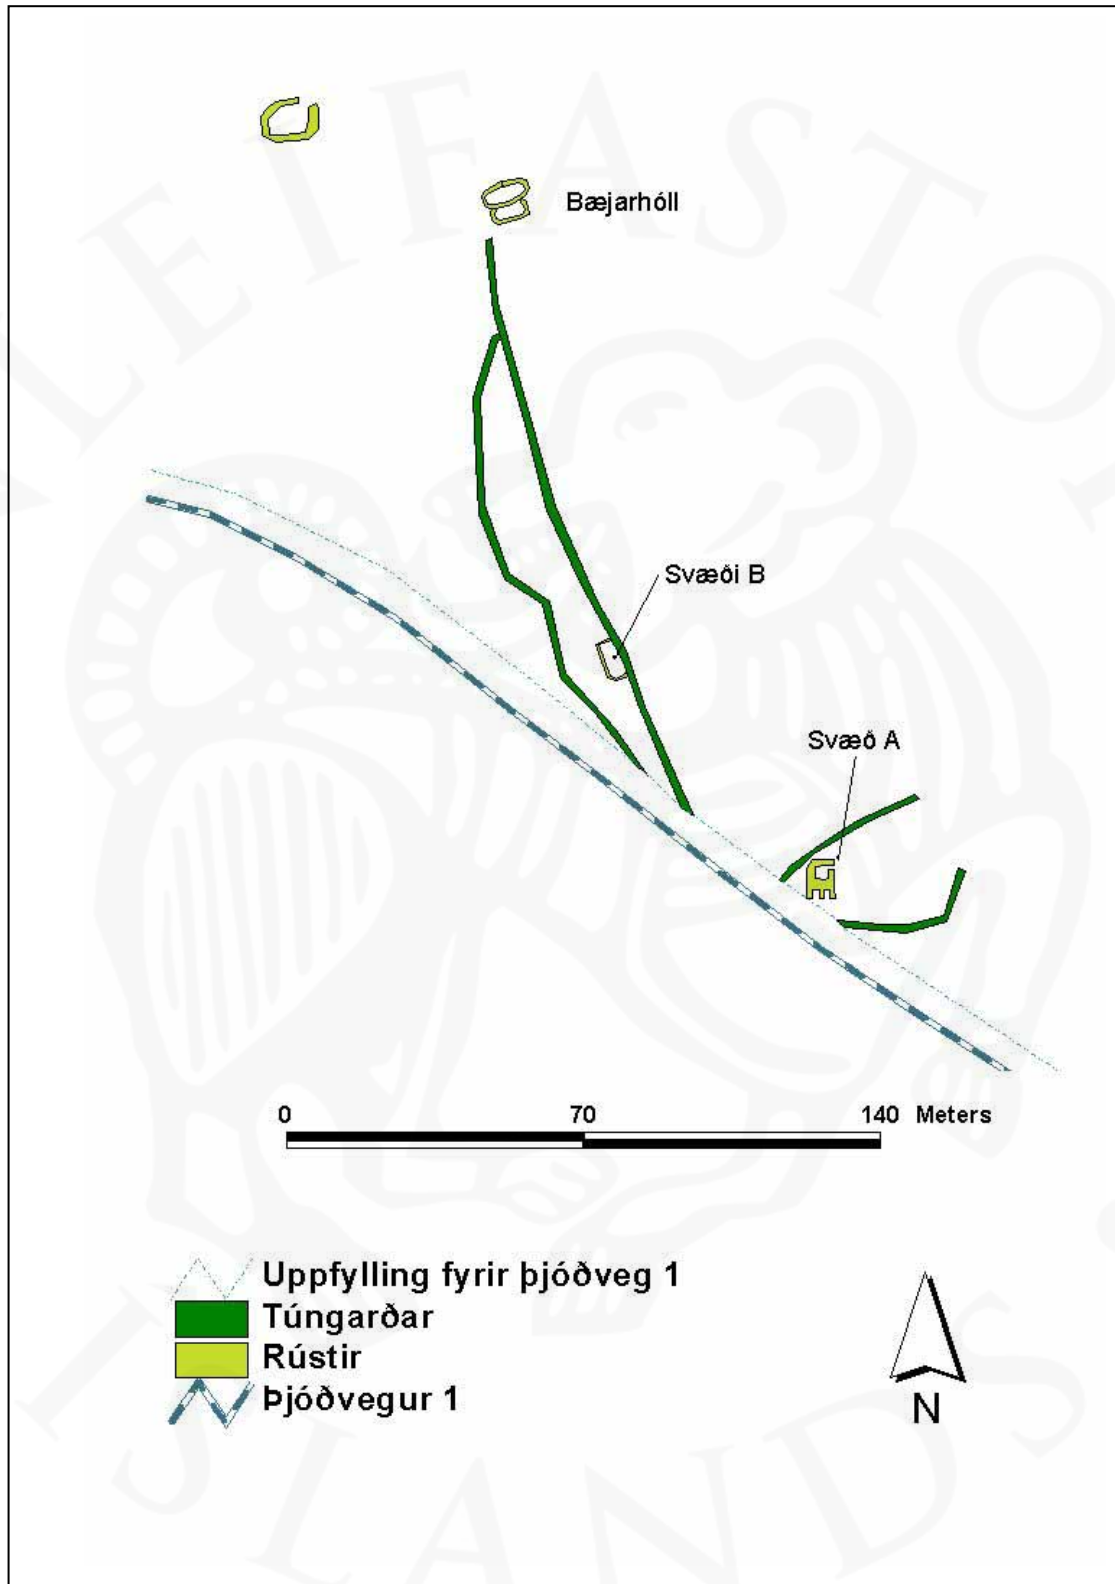 Bæjarhóll
Svæði B
Svæð A
0 70 140 Meters
Uppfylling fyrir þjóðveg 1
Túngarðar
Rústir
Þjóðvegur 1
N